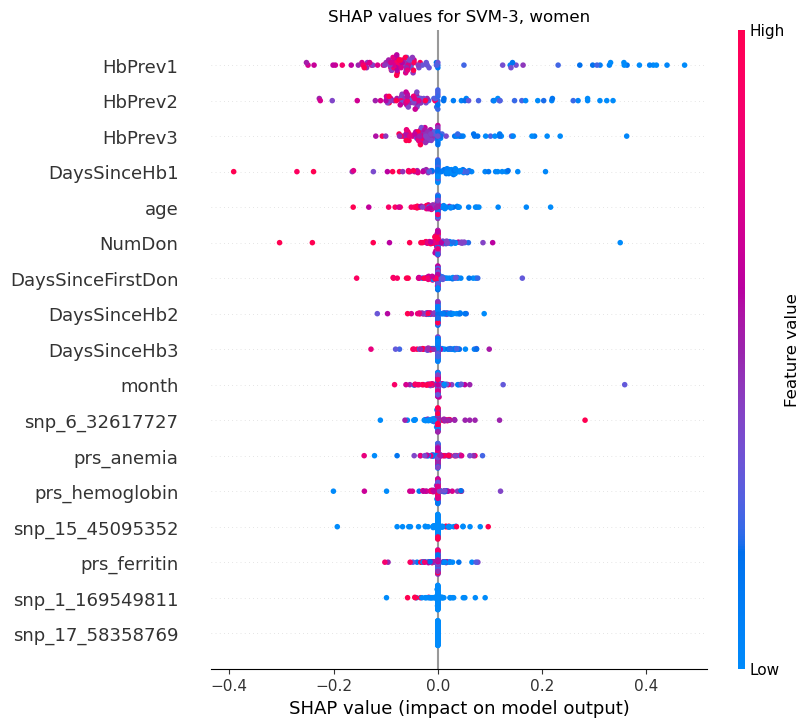 SHAP values for SVM-3, women
High
HbPrev1
HbPrev2
HbPrev3
DaysSinceHb1
age
NumDon
DaysSinceFirstDon
DaysSinceHb2
DaysSinceHb3
month
snp_6_32617727
prs_anemia
prs_hemoglobin
snp_15_45095352
prs_ferritin
snp_1_169549811
snp_17_58358769
Feature value
Low
−0.4 −0.2 0.0 0.2 0.4
SHAP value (impact on model output)